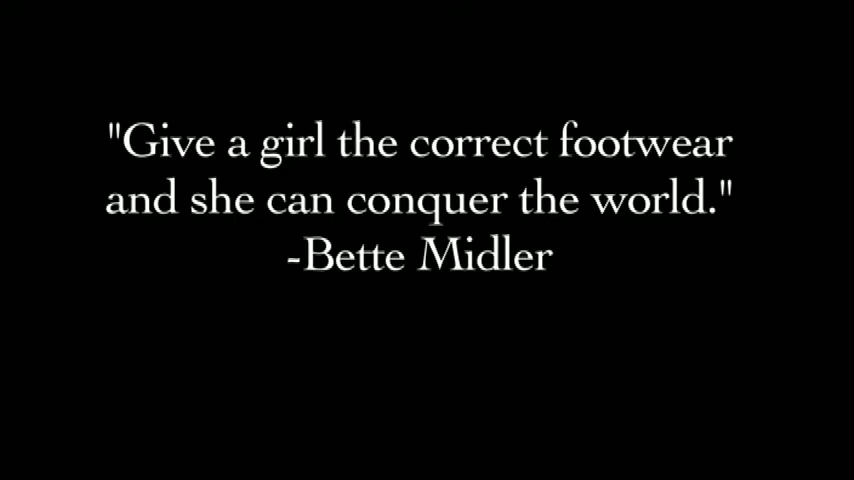 "Give a girl the correct footwear
and she can conquer the world."
-Bette Midler